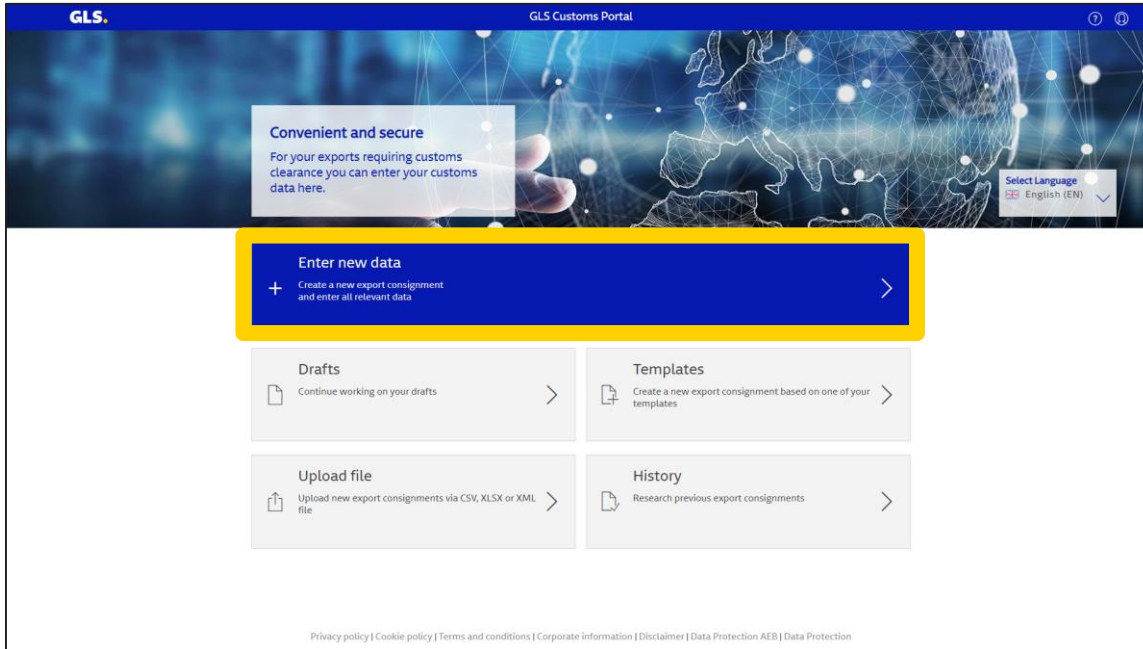 GLS.
GLS Customs Portal
Convenient and secure
For your exports requiring customs
clearance you can enter your customs
data here.
Select Language
English (EN)
Enter new data
Create a new export consignment
and enter all relevant data
Drafts
Continue working on your drafts
Templates
Create a new export consignment based on one of your
templates
Upload file
Upload new export consignments via CSV, XLSX or XML
file
History
Research previous export consignments
Privacy policy | Cookie policy | Terms and conditions | Corporate information | Disclaimer | Data Protection AEB | Data Protection